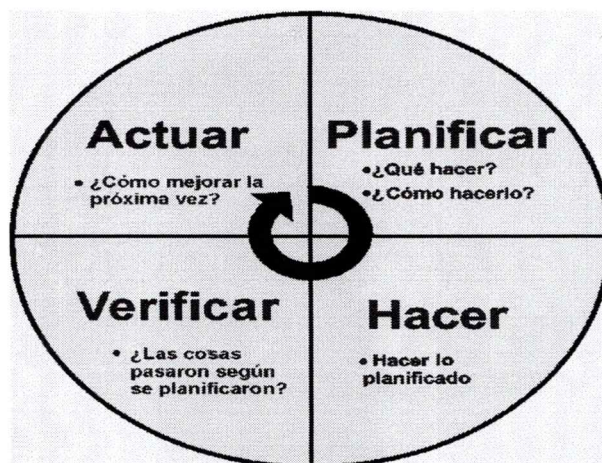 Actuar
• ¿Cómo mejorar la
próxima vez?
Planificar
•¿Qué hacer?
•¿Cómo hacerlo?
Verificar
• ¿Las cosas
pasaron según
se planificaron?
Hacer
• Hacer lo
planificado